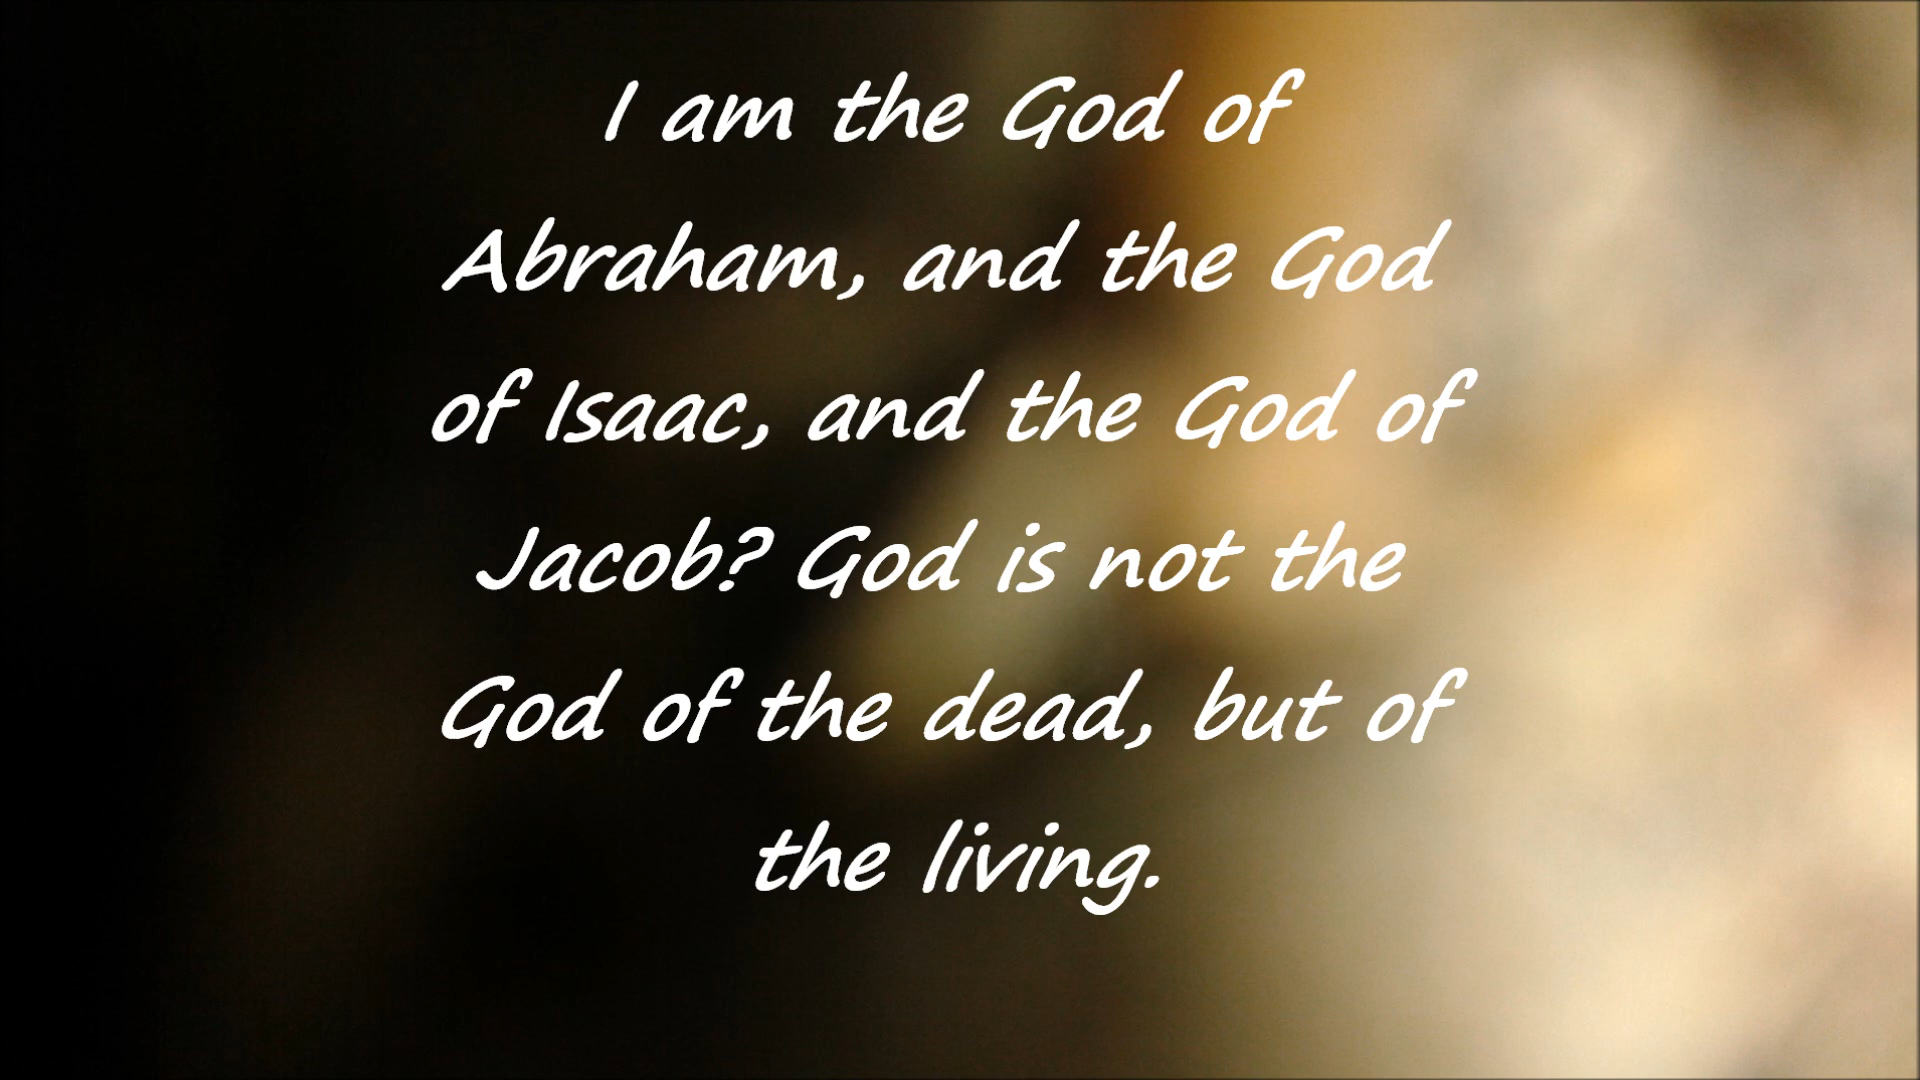 I am the God of
Abraham, and the God
of Isaac, and the God of
Jacob? God is not the
God of the dead, but of
the living.